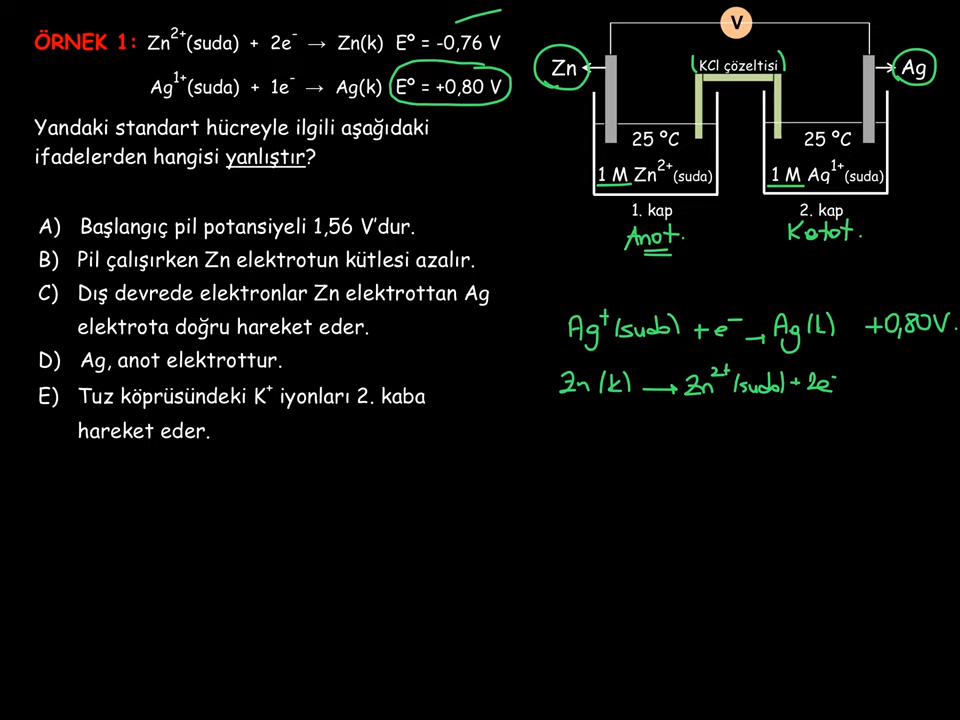 ÖRNEK 1: Zn²⁺(suda) + 2e⁻ → Zn(k) Eº = -0,76 V
Ag¹⁺(suda) + 1e⁻ → Ag(k) Eº = +0,80 V
Yandaki standart hücreyle ilgili aşağıdaki
ifadelerden hangisi yanlıştır?
A) Başlangıç pil potansiyeli 1,56 V’dur.
B) Pil çalışırken Zn elektrotun kütlesi azalır.
C) Dış devrede elektronlar Zn elektrottan Ag
elektrota doğru hareket eder.
D) Ag, anot elektrottur.
E) Tuz köprüsündeki K⁺ iyonları 2. kaba
hareket eder.
V
Zn
KCl çözeltisi
Ag
25 ºC
25 ºC
1 M Zn²⁺(suda)
1 M Ag¹⁺(suda)
1. kap
2. kap
Anot.
Katot.
Ag⁺(suda) + e⁻ → Ag(k) +0,80V.
Zn(k) → Zn²⁺(suda) + 2e⁻